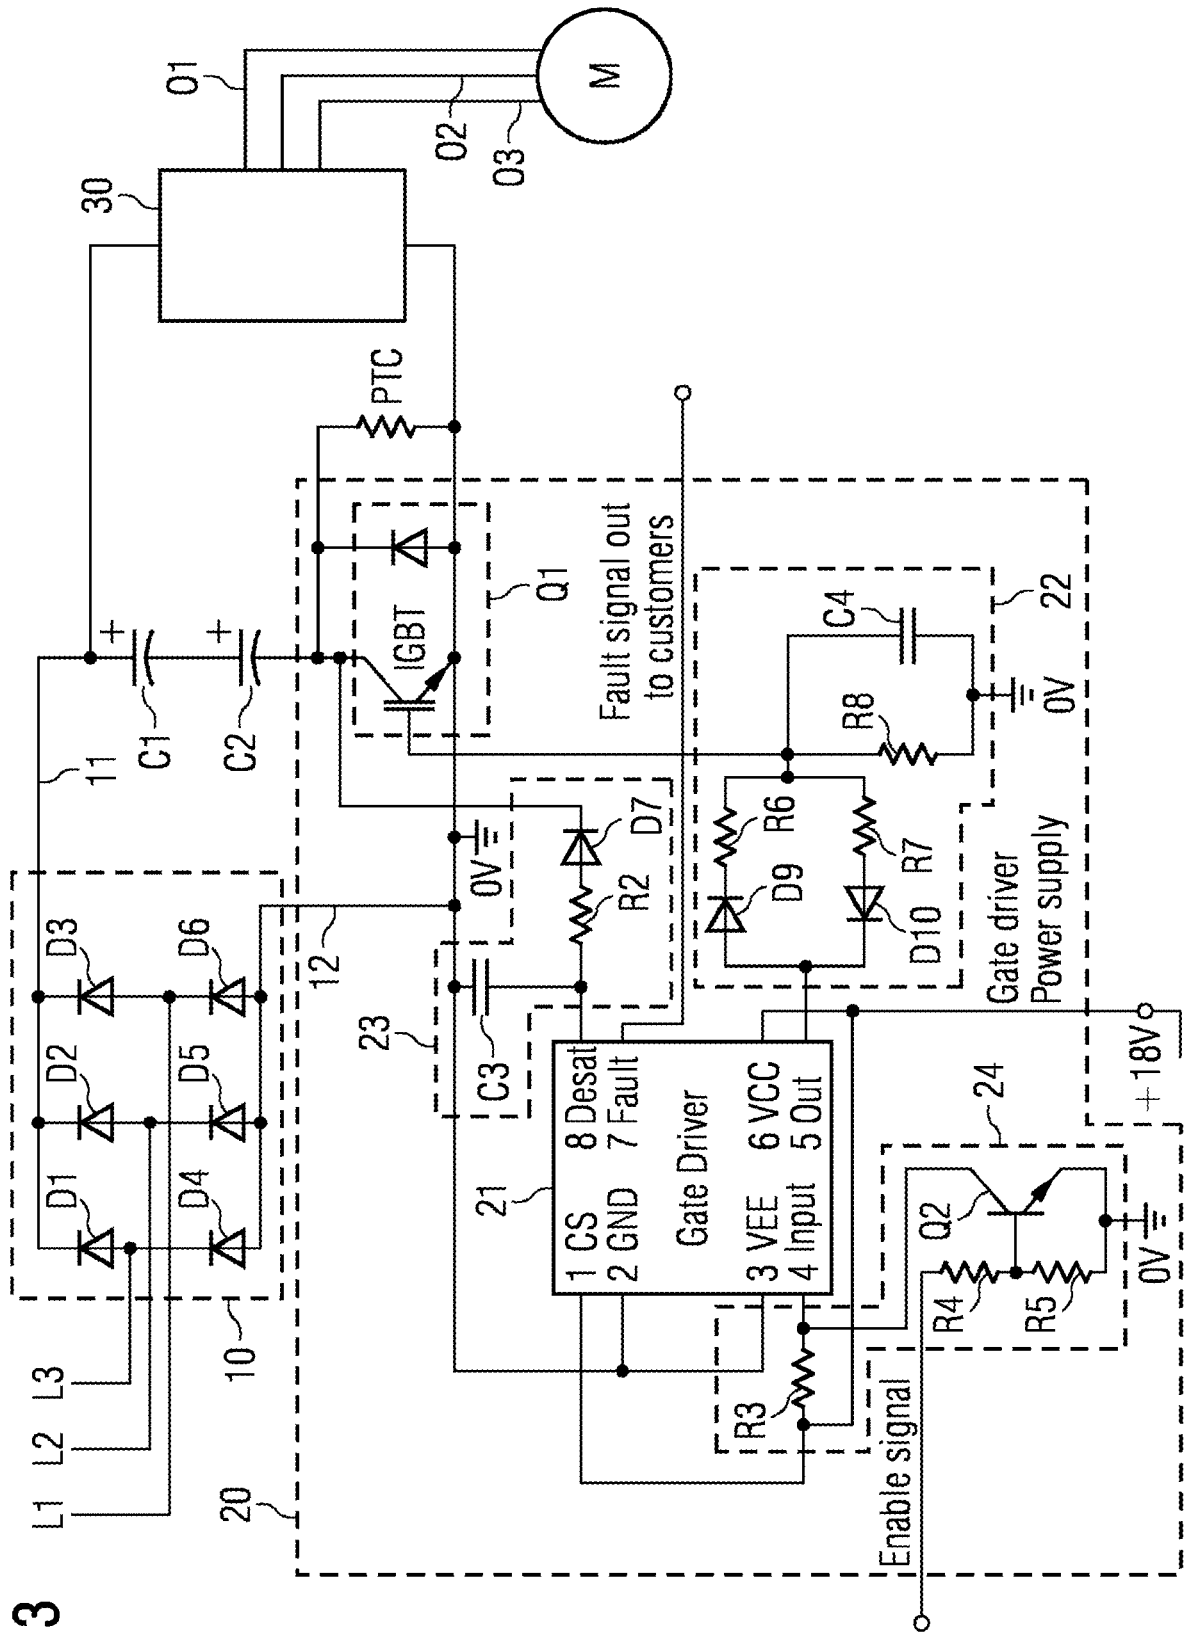 3
L1
L2
L3
10
D1
D2
D3
D4
D5
D6
11
12
+
C1
+
C2
30
O1
O2
O3
M
PTC
IGBT
Q1
20
0V
23
C3
R2
D7
Fault signal out
to customers
21
1 CS
2 GND
3 VEE
4 Input
Gate Driver
8 Desat
7 Fault
6 VCC
5 Out
D9
R6
D10
R7
R8
C4
22
0V
Gate driver
Power supply
+18V
R3
24
Q2
R4
R5
0V
Enable signal